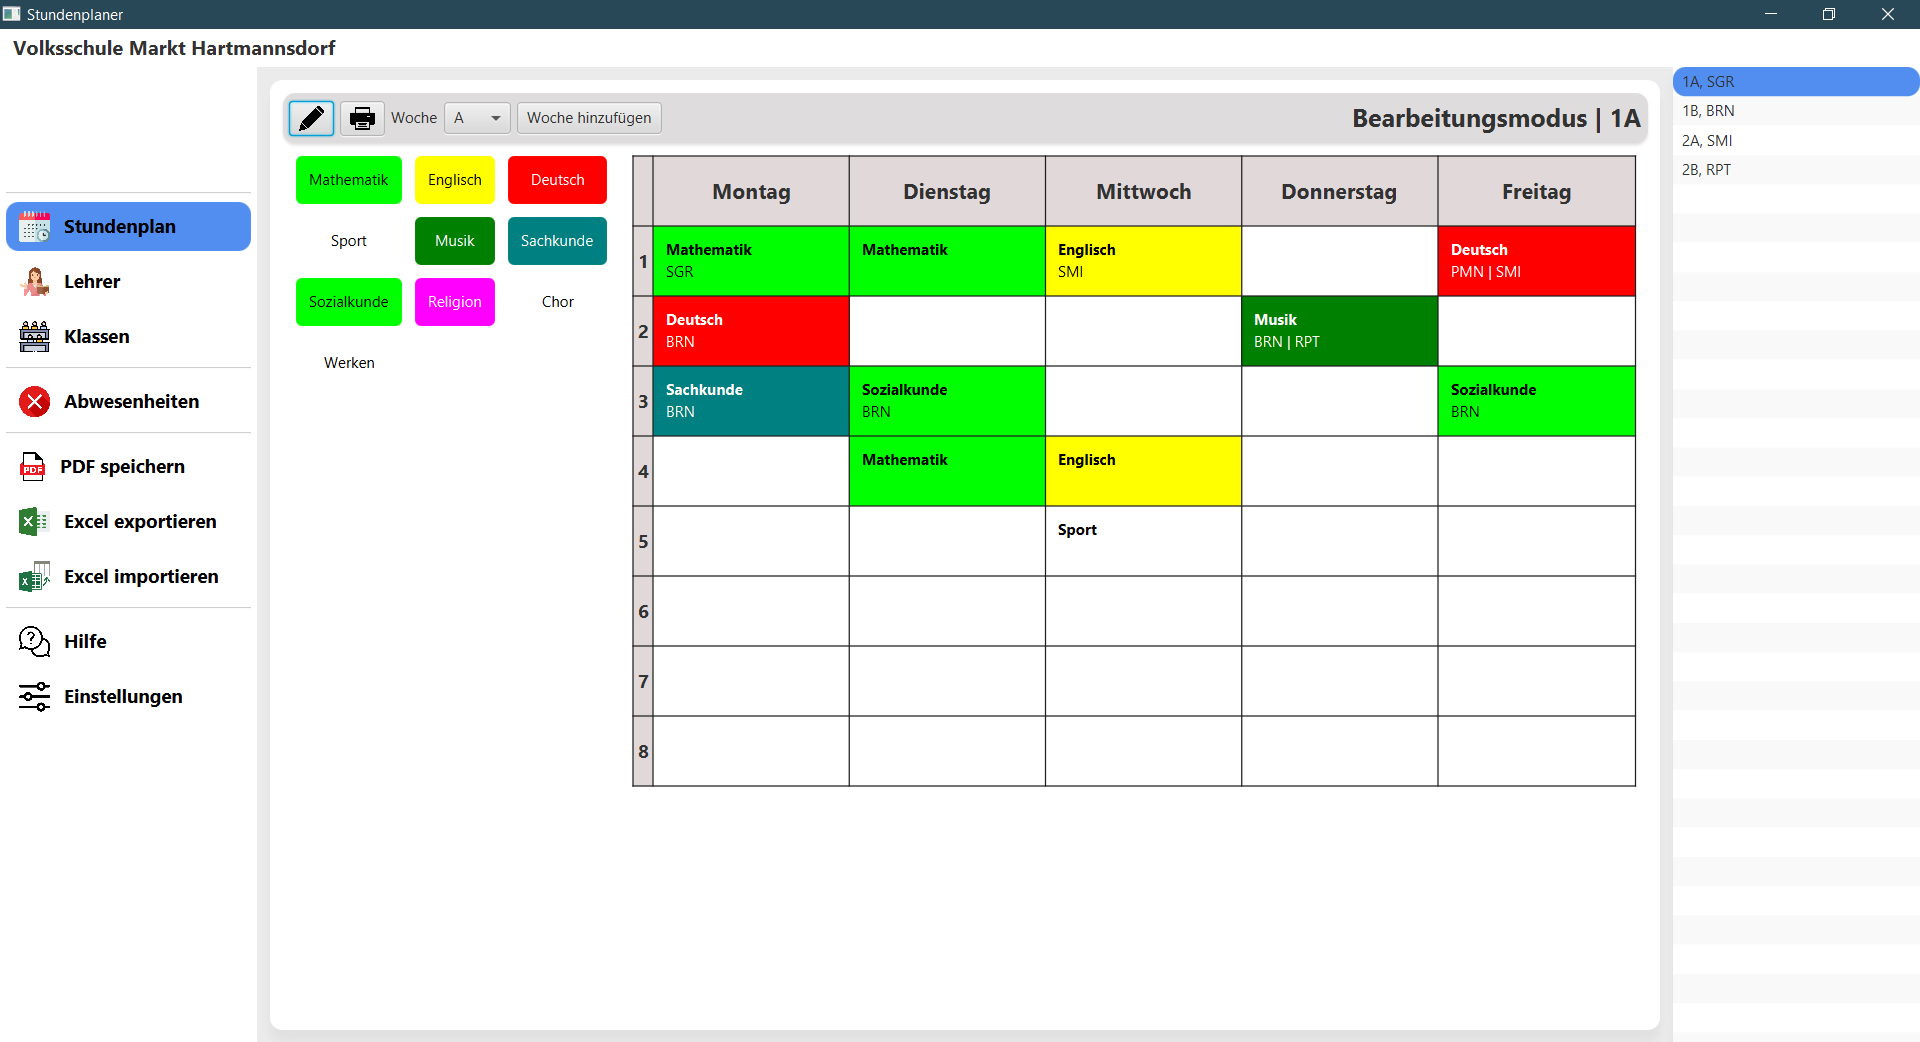 Stundenplaner
Volksschule Markt Hartmannsdorf
Stundenplan
Lehrer
Klassen
Abwesenheiten
PDF
PDF speichern
Excel exportieren
Excel importieren
Hilfe
Einstellungen
Woche A Woche hinzufügen
Bearbeitungsmodus | 1A
Mathematik Englisch Deutsch
Sport Musik Sachkunde
Sozialkunde Religion Chor
Werken
Montag Dienstag Mittwoch Donnerstag Freitag
1
Mathematik
SGR
Mathematik
Englisch
SMI
Deutsch
PMN | SMI
2
Deutsch
BRN
Musik
BRN | RPT
3
Sachkunde
BRN
Sozialkunde
BRN
Sozialkunde
BRN
4
Mathematik
Englisch
5
Sport
6
7
8
1A, SGR
1B, BRN
2A, SMI
2B, RPT